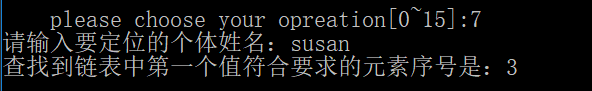 please choose your opreation[0~15]:7
请输入要定位的个体姓名：susan
查找到链表中第一个值符合要求的元素序号是：3